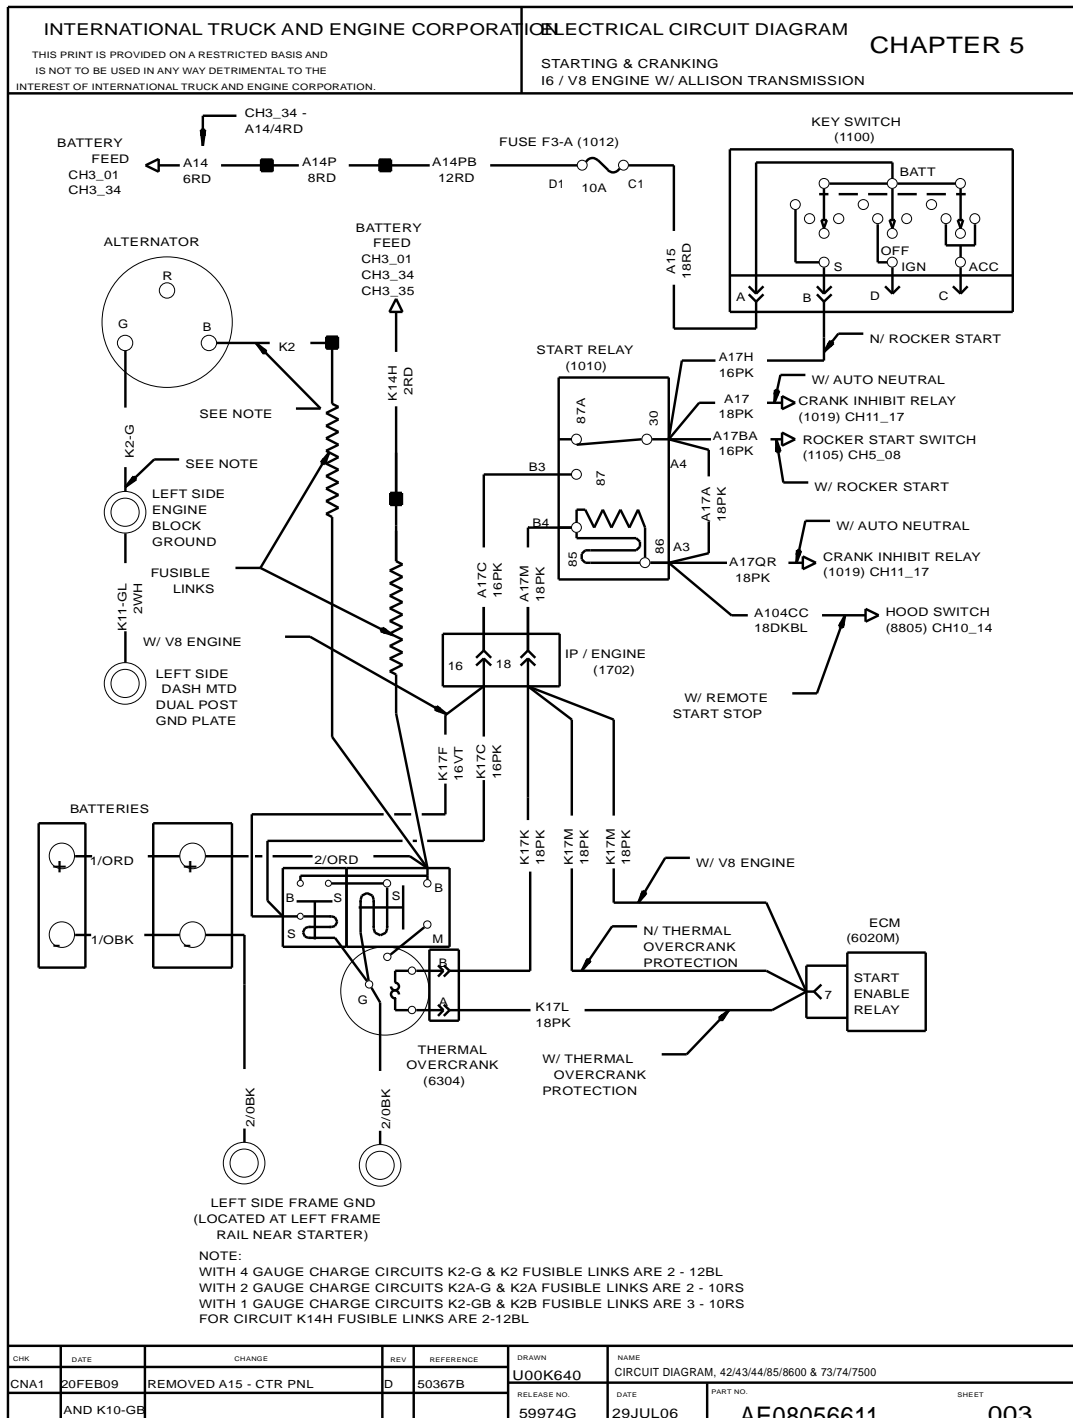 INTERNATIONAL TRUCK AND ENGINE CORPORATION
THIS PRINT IS PROVIDED ON A RESTRICTED BASIS AND
IS NOT TO BE USED IN ANY WAY DETRIMENTAL TO THE
INTEREST OF INTERNATIONAL TRUCK AND ENGINE CORPORATION.
ELECTRICAL CIRCUIT DIAGRAM
CHAPTER 5
STARTING & CRANKING
I6 / V8 ENGINE W/ ALLISON TRANSMISSION
CH3_34 -
A14/4RD
BATTERY
FEED
CH3_01
CH3_34
A14
6RD
A14P
8RD
A14PB
12RD
FUSE F3-A (1012)
D1
10A
C1
KEY SWITCH
(1100)
BATT
OFF
S
IGN
ACC
A
B
D
C
A15
18RD
BATTERY
FEED
CH3_01
CH3_34
CH3_35
ALTERNATOR
R
G
B
K2
K14H
2RD
SEE NOTE
K2-G
SEE NOTE
LEFT SIDE
ENGINE
BLOCK
GROUND
FUSIBLE
LINKS
K11-GL
2WH
W/ V8 ENGINE
LEFT SIDE
DASH MTD
DUAL POST
GND PLATE
START RELAY
(1010)
87A
30
B3
87
A4
B4
85
86
A3
A17H
16PK
N/ ROCKER START
W/ AUTO NEUTRAL
A17
18PK
CRANK INHIBIT RELAY
(1019) CH11_17
A17BA
16PK
ROCKER START SWITCH
(1105) CH5_08
W/ ROCKER START
A17A
18PK
W/ AUTO NEUTRAL
A17QR
18PK
CRANK INHIBIT RELAY
(1019) CH11_17
A104CC
18DKBL
HOOD SWITCH
(8805) CH10_14
W/ REMOTE
START STOP
A17C
16PK
A17M
18PK
16
18
IP / ENGINE
(1702)
K17F
16VT
K17C
16PK
K17K
18PK
K17M
18PK
K17M
18PK
BATTERIES
+
+
1/ORD
2/ORD
-
-
1/OBK
B
S
S
B
S
M
G
B
A
W/ V8 ENGINE
N/ THERMAL
OVERCRANK
PROTECTION
ECM
(6020M)
7
START
ENABLE
RELAY
K17L
18PK
THERMAL
OVERCRANK
(6304)
W/ THERMAL
OVERCRANK
PROTECTION
2/0BK
2/0BK
LEFT SIDE FRAME GND
(LOCATED AT LEFT FRAME
RAIL NEAR STARTER)
NOTE:
WITH 4 GAUGE CHARGE CIRCUITS K2-G & K2 FUSIBLE LINKS ARE 2 - 12BL
WITH 2 GAUGE CHARGE CIRCUITS K2A-G & K2A FUSIBLE LINKS ARE 2 - 10RS
WITH 1 GAUGE CHARGE CIRCUITS K2-GB & K2B FUSIBLE LINKS ARE 3 - 10RS
FOR CIRCUIT K14H FUSIBLE LINKS ARE 2-12BL
CHK DATE CHANGE REV REFERENCE
CNA1 20FEB09 REMOVED A15 - CTR PNL D 50367B
AND K10-GB
DRAWN
U00K640
NAME
CIRCUIT DIAGRAM, 42/43/44/85/8600 & 73/74/7500
RELEASE NO.
59974G
DATE
29JUL06
PART NO.
AE08056611
SHEET
003